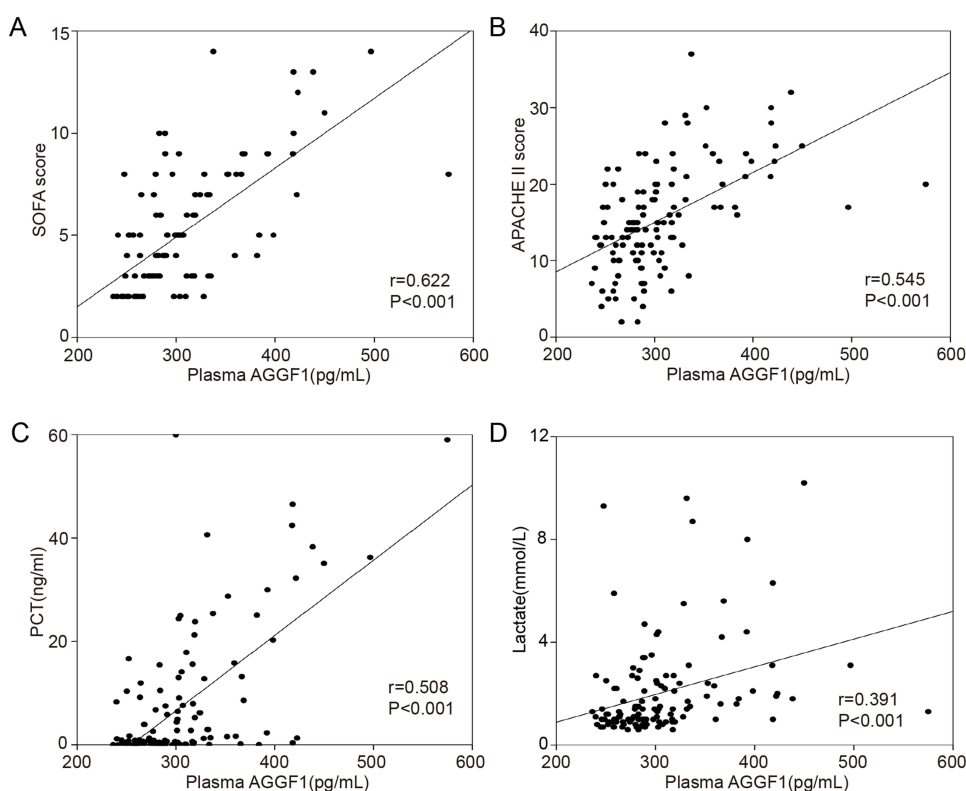 A
15
10
5
0
SOFA score
r=0.622
P<0.001
200 300 400 500 600
Plasma AGGF1(pg/mL)
B
40
30
20
10
0
APACHE II score
r=0.545
P<0.001
200 300 400 500 600
Plasma AGGF1(pg/mL)
C
60
40
20
0
PCT(ng/ml)
r=0.508
P<0.001
200 300 400 500 600
Plasma AGGF1(pg/mL)
D
12
8
4
0
Lactate(mmol/L)
r=0.391
P<0.001
200 300 400 500 600
Plasma AGGF1(pg/mL)